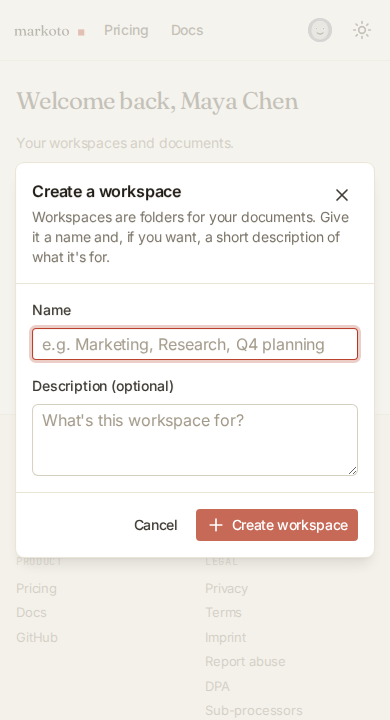 markoto
Pricing
Docs
Welcome back, Maya Chen
Your workspaces and documents.
Create a workspace
Workspaces are folders for your documents. Give
it a name and, if you want, a short description of
what it's for.
Name
e.g. Marketing, Research, Q4 planning
Description (optional)
What's this workspace for?
Cancel
Create workspace
PRODUCT
Pricing
Docs
GitHub
LEGAL
Privacy
Terms
Imprint
Report abuse
DPA
Sub-processors